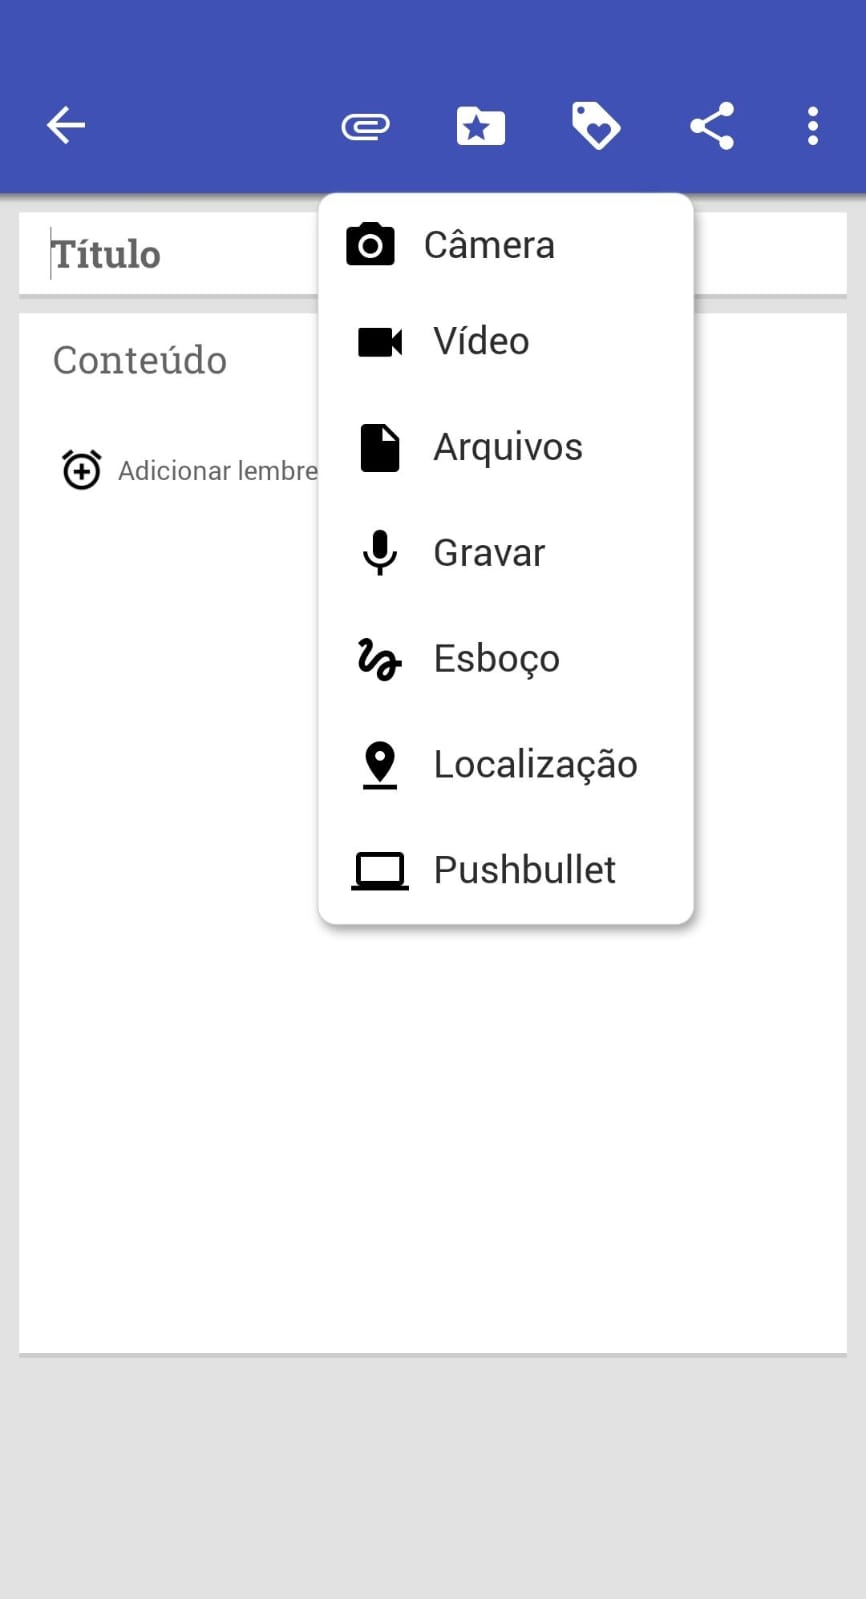 Título
Conteúdo
Adicionar lembre
Câmera
Vídeo
Arquivos
Gravar
Esboço
Localização
Pushbullet